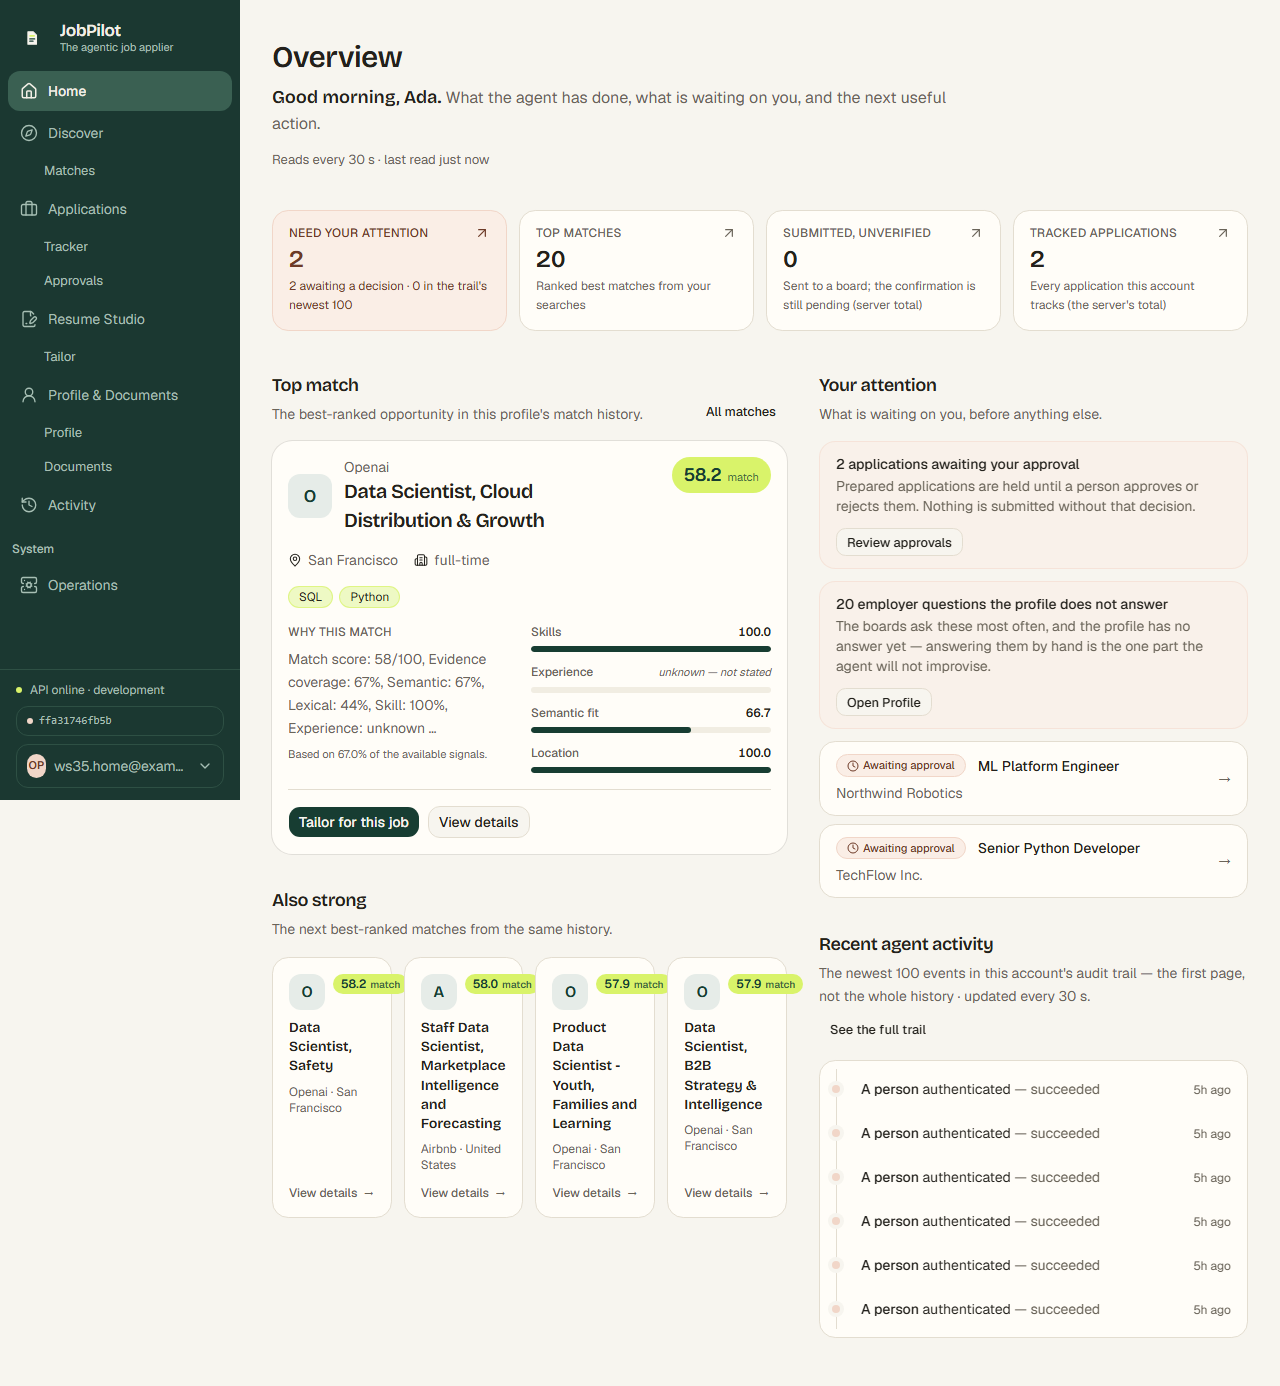 JobPilot
The agentic job applier
Home
Discover
Matches
Applications
Tracker
Approvals
Resume Studio
Tailor
Profile & Documents
Profile
Documents
Activity
System
Operations
API online · development
ffa31746fb5b
OP
ws35.home@exam...
Overview
Good morning, Ada. What the agent has done, what is waiting on you, and the next useful
action.
Reads every 30 s · last read just now
NEED YOUR ATTENTION
2
2 awaiting a decision · 0 in the trail's
newest 100
TOP MATCHES
20
Ranked best matches from your
searches
SUBMITTED, UNVERIFIED
0
Sent to a board; the confirmation is
still pending (server total)
TRACKED APPLICATIONS
2
Every application this account
tracks (the server's total)
Top match
The best-ranked opportunity in this profile's match history.
All matches
O
Openai
Data Scientist, Cloud
Distribution & Growth
58.2 match
San Francisco
full-time
SQL
Python
WHY THIS MATCH
Match score: 58/100, Evidence
coverage: 67%, Semantic: 67%,
Lexical: 44%, Skill: 100%,
Experience: unknown ...
Based on 67.0% of the available signals.
Skills 100.0
Experience unknown — not stated
Semantic fit 66.7
Location 100.0
Tailor for this job
View details
Also strong
The next best-ranked matches from the same history.
O
58.2 match
Data
Scientist,
Safety
Openai · San
Francisco
View details →
A
58.0 match
Staff Data
Scientist,
Marketplace
Intelligence
and
Forecasting
Airbnb · United
States
View details →
O
57.9 match
Product
Data
Scientist -
Youth,
Families and
Learning
Openai · San
Francisco
View details →
O
57.9 match
Data
Scientist,
B2B
Strategy &
Intelligence
Openai · San
Francisco
View details →
Your attention
What is waiting on you, before anything else.
2 applications awaiting your approval
Prepared applications are held until a person approves or
rejects them. Nothing is submitted without that decision.
Review approvals
20 employer questions the profile does not answer
The boards ask these most often, and the profile has no
answer yet — answering them by hand is the one part the
agent will not improvise.
Open Profile
Awaiting approval ML Platform Engineer
Northwind Robotics
→
Awaiting approval Senior Python Developer
TechFlow Inc.
→
Recent agent activity
The newest 100 events in this account's audit trail — the first page,
not the whole history · updated every 30 s.
See the full trail
A person authenticated — succeeded 5h ago
A person authenticated — succeeded 5h ago
A person authenticated — succeeded 5h ago
A person authenticated — succeeded 5h ago
A person authenticated — succeeded 5h ago
A person authenticated — succeeded 5h ago